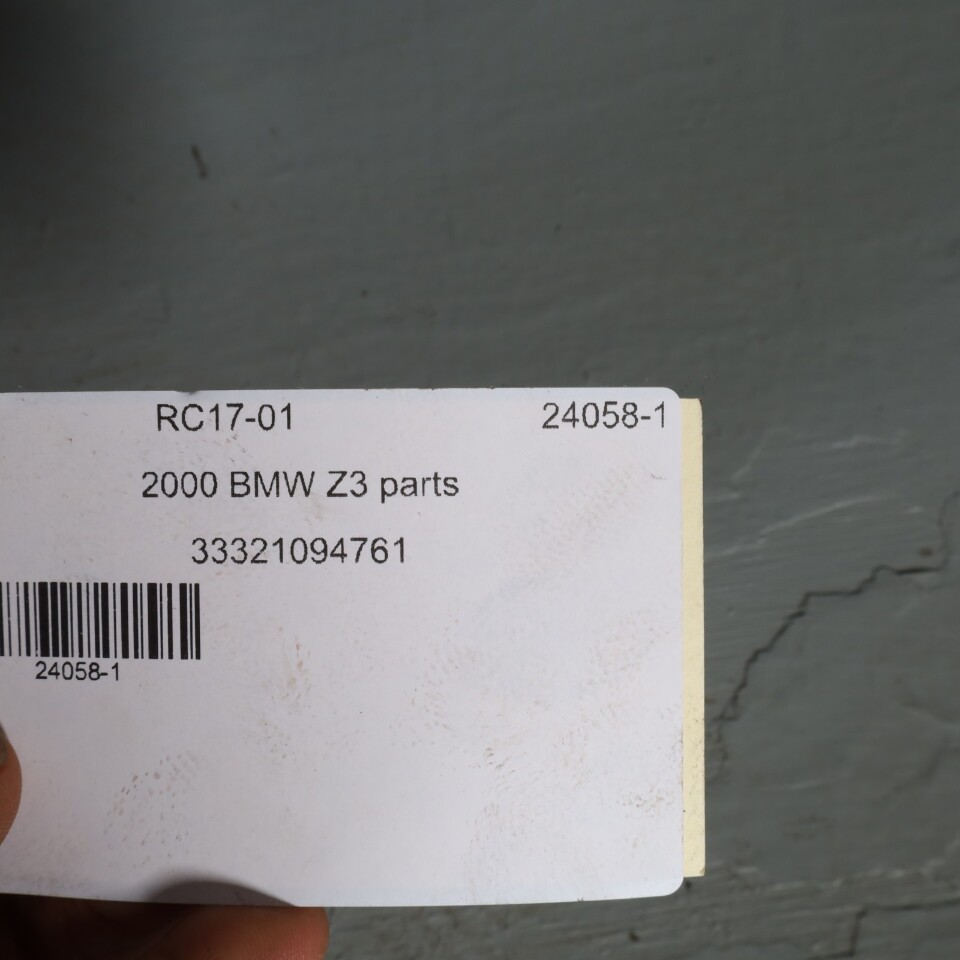 RC17-01 24058-1
2000 BMW Z3 parts
33321094761
24058-1